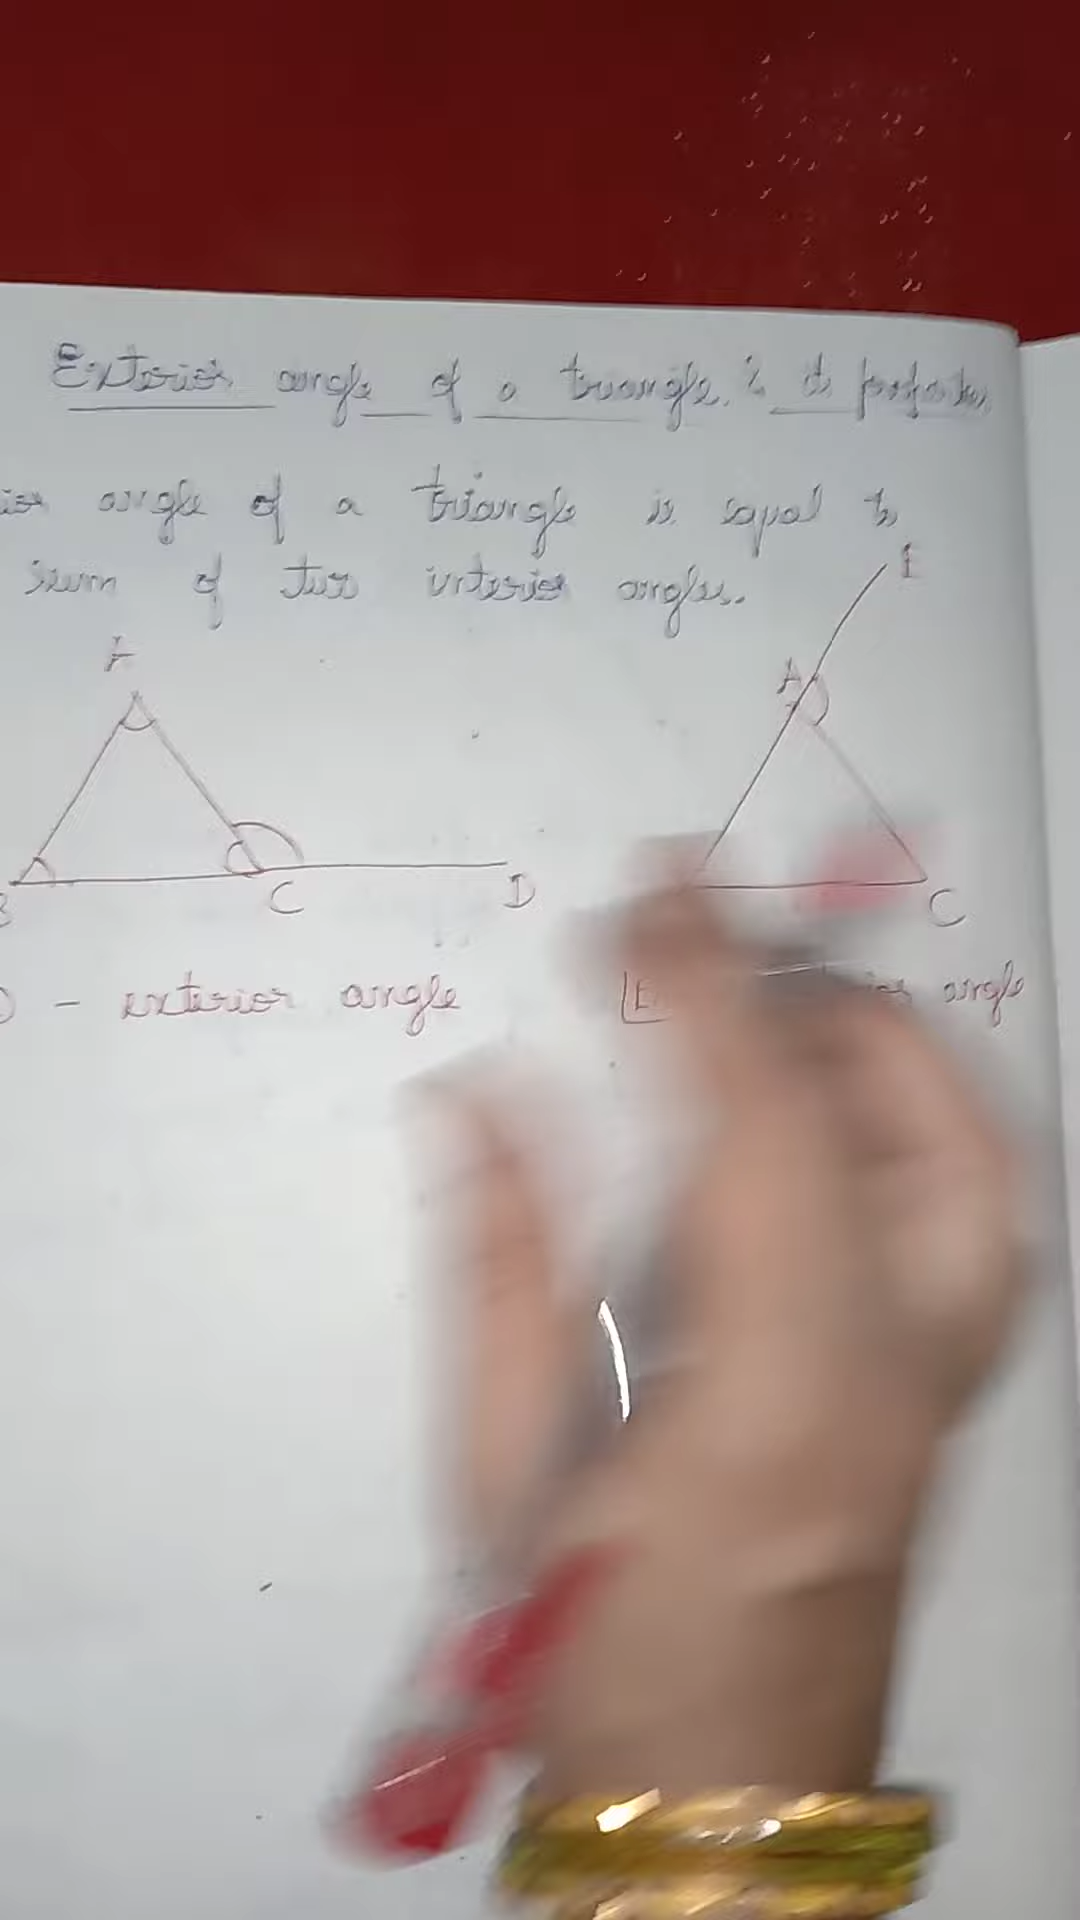 Exterior angle of a triangle. & its
angle of a triangle is equal to
sum of two interior angles.
E
A
A
B
C
D
C
- exterior angle
angle